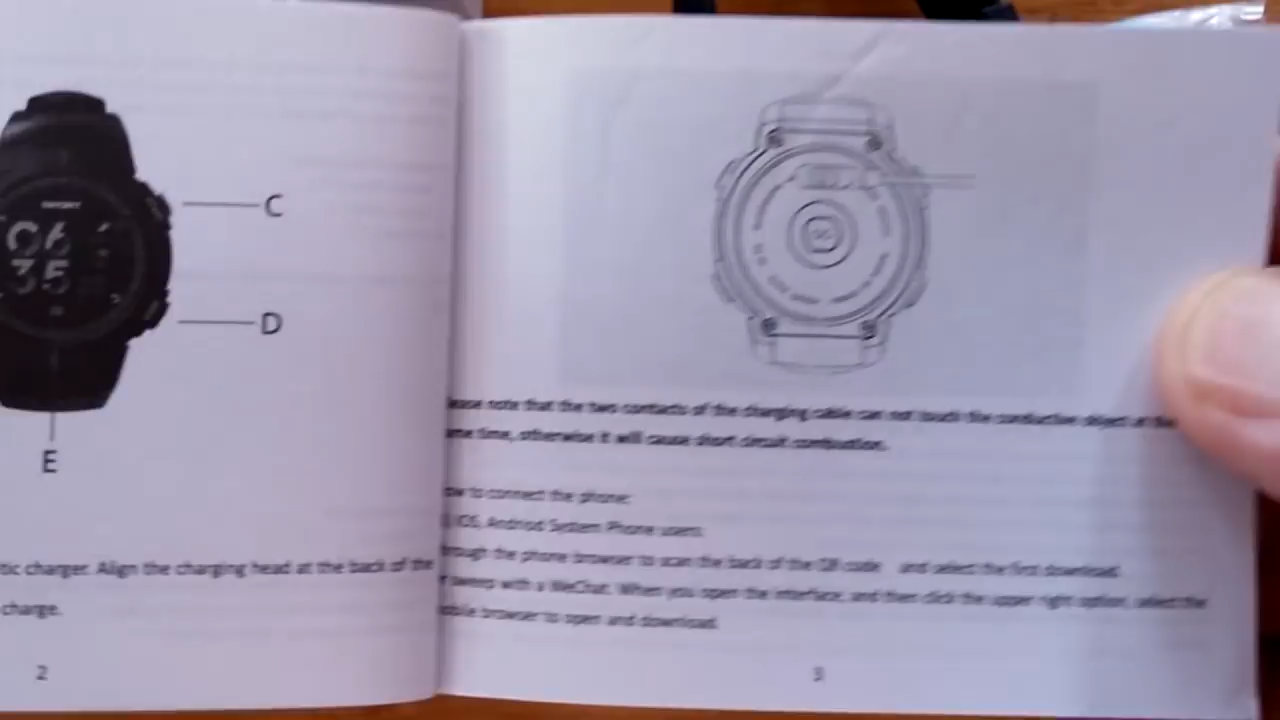 C
06
35
D
E
tic charger. Align the charging head at the back of the
charge.
2
ease note that the two contacts of the charging cable can not touch the conductive object at the
ame time, otherwise it will cause short circuit combustion.
ow to connect the phone:
IOS, Andriod System Phone users:
rough the phone browser to scan the back of the QR code and select the first download.
sweep with a WeChat. When you open the interface, and then click the upper right option, select the
obile browser to open and download.
3